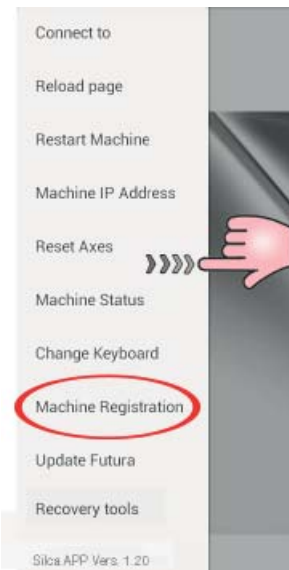 Connect to
Reload page
Restart Machine
Machine IP Address
Reset Axes
Machine Status
Change Keyboard
Machine Registration
Update Futura
Recovery tools
Silca APP Vers. 1.20